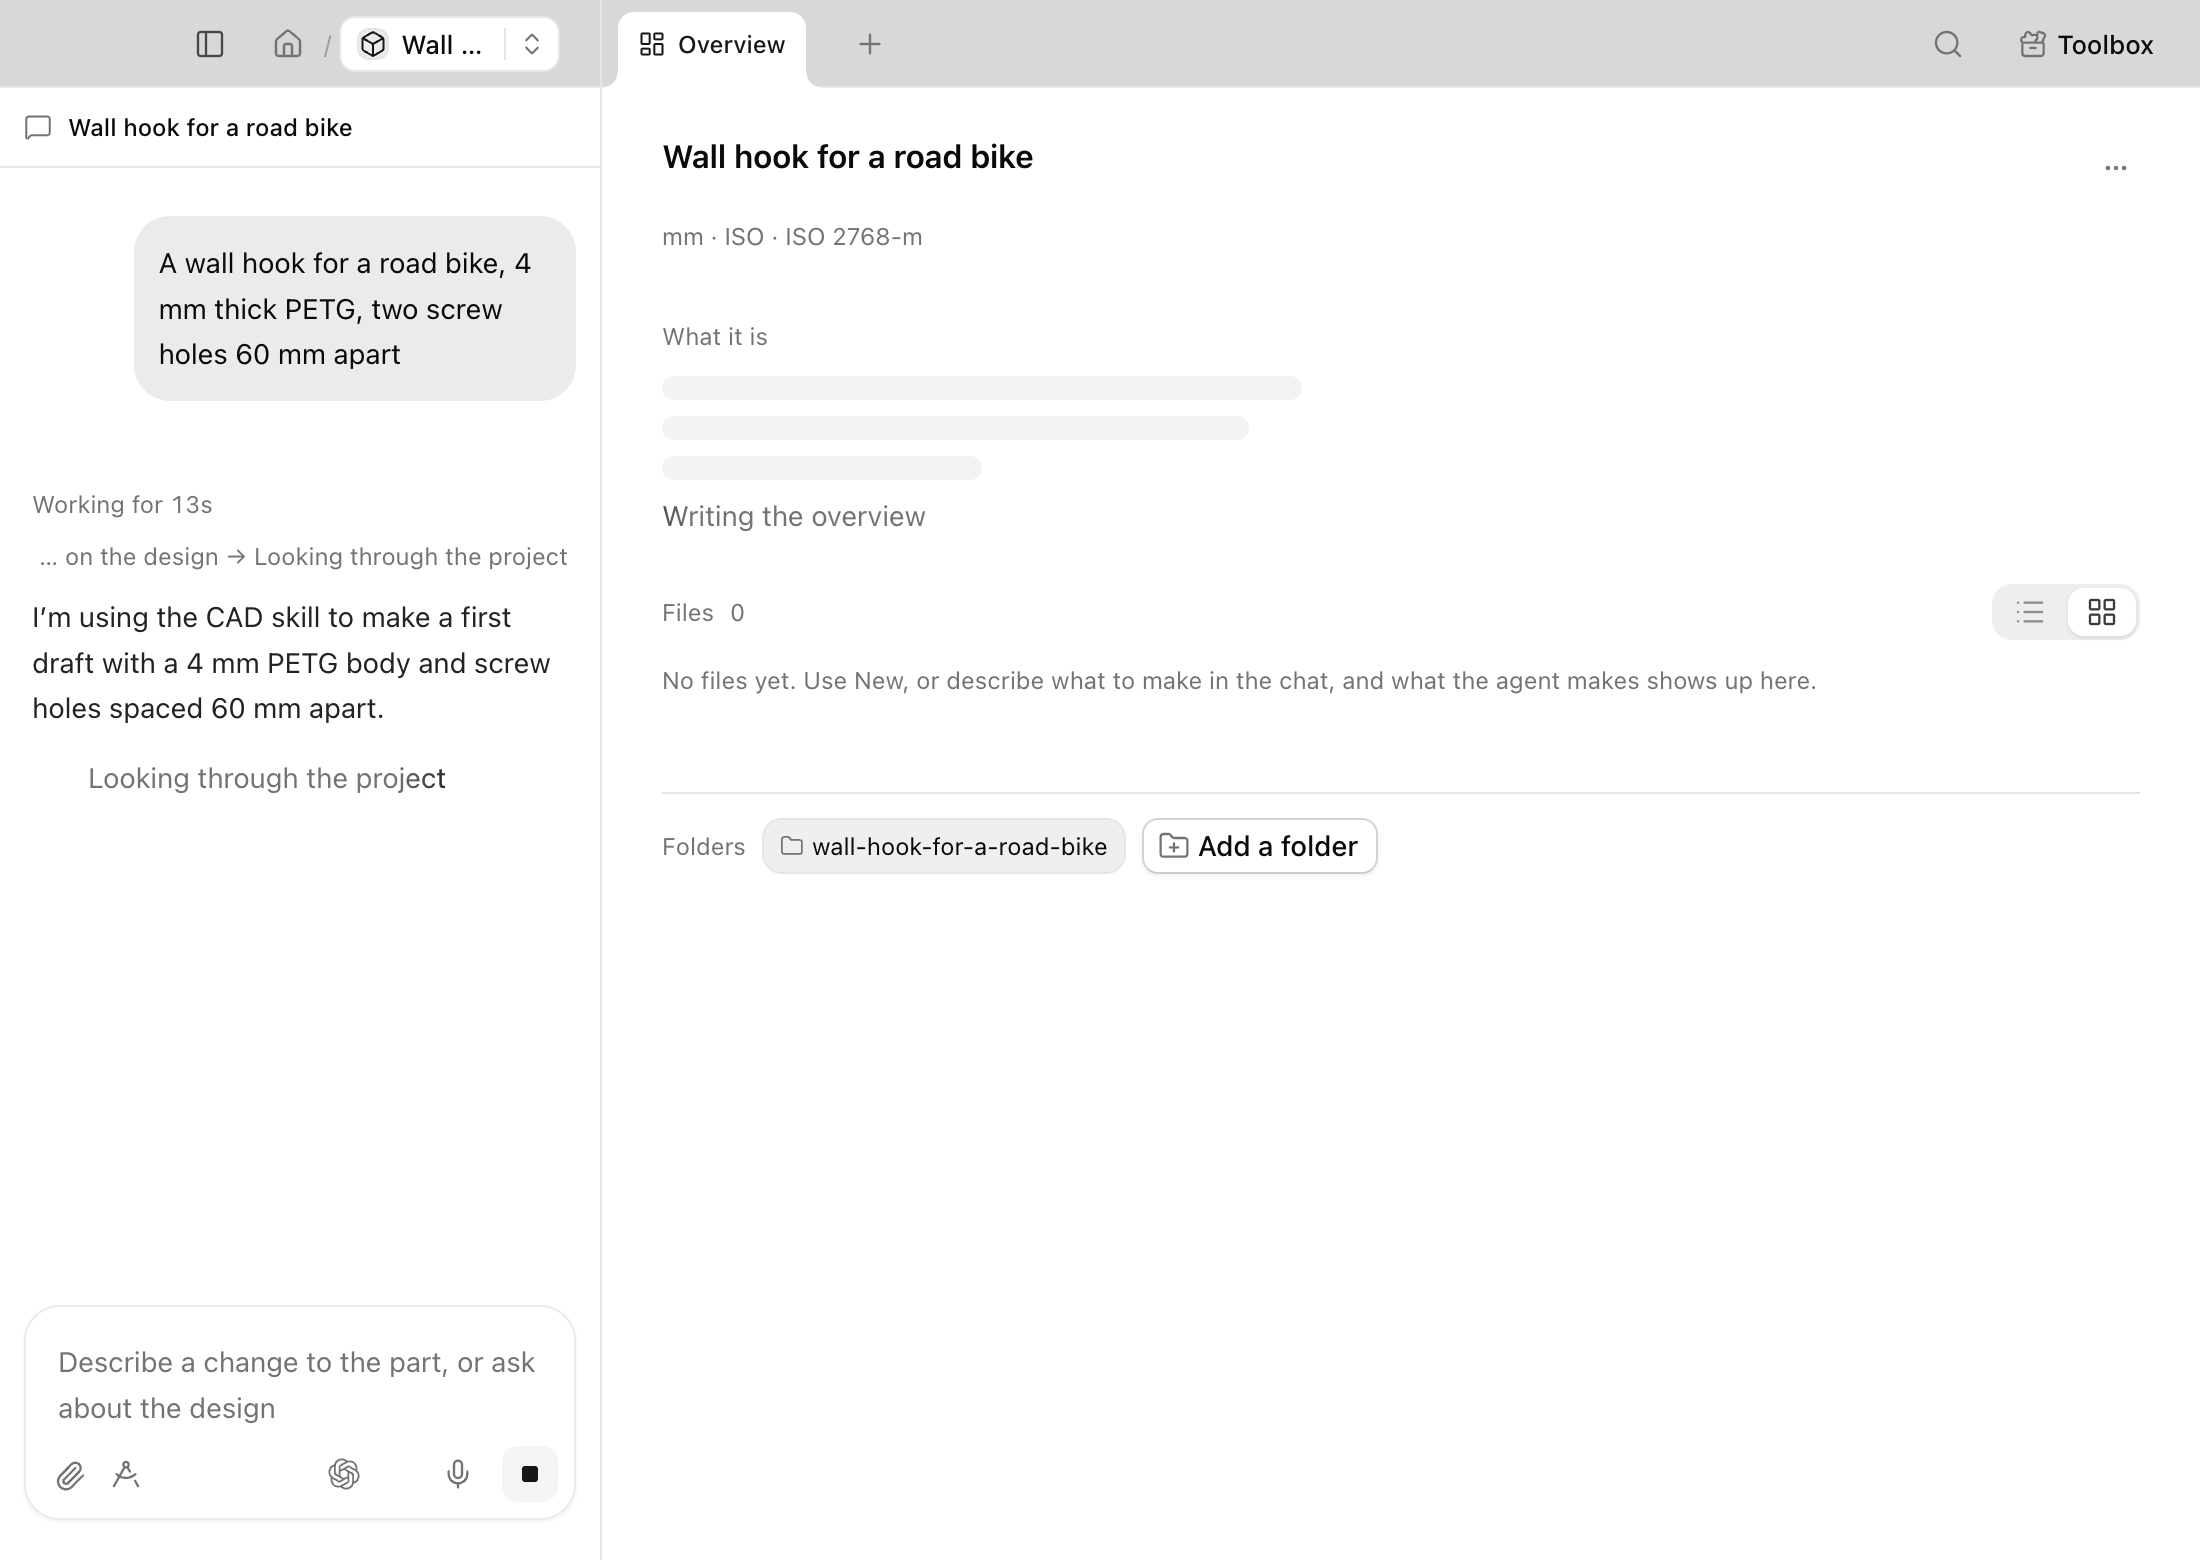 / Wall ...
Overview
Toolbox
Wall hook for a road bike
A wall hook for a road bike, 4
mm thick PETG, two screw
holes 60 mm apart
Working for 13s
... on the design → Looking through the project
I’m using the CAD skill to make a first
draft with a 4 mm PETG body and screw
holes spaced 60 mm apart.
Looking through the project
Describe a change to the part, or ask
about the design
Wall hook for a road bike
mm · ISO · ISO 2768-m
What it is
Writing the overview
Files 0
No files yet. Use New, or describe what to make in the chat, and what the agent makes shows up here.
Folders wall-hook-for-a-road-bike Add a folder